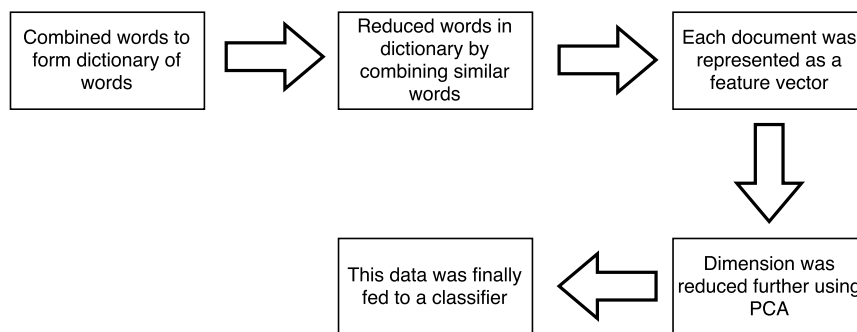 Combined words to
form dictionary of
words
Reduced words in
dictionary by
combining similar
words
Each document was
represented as a
feature vector
Dimension was
reduced further using
PCA
This data was finally
fed to a classifier